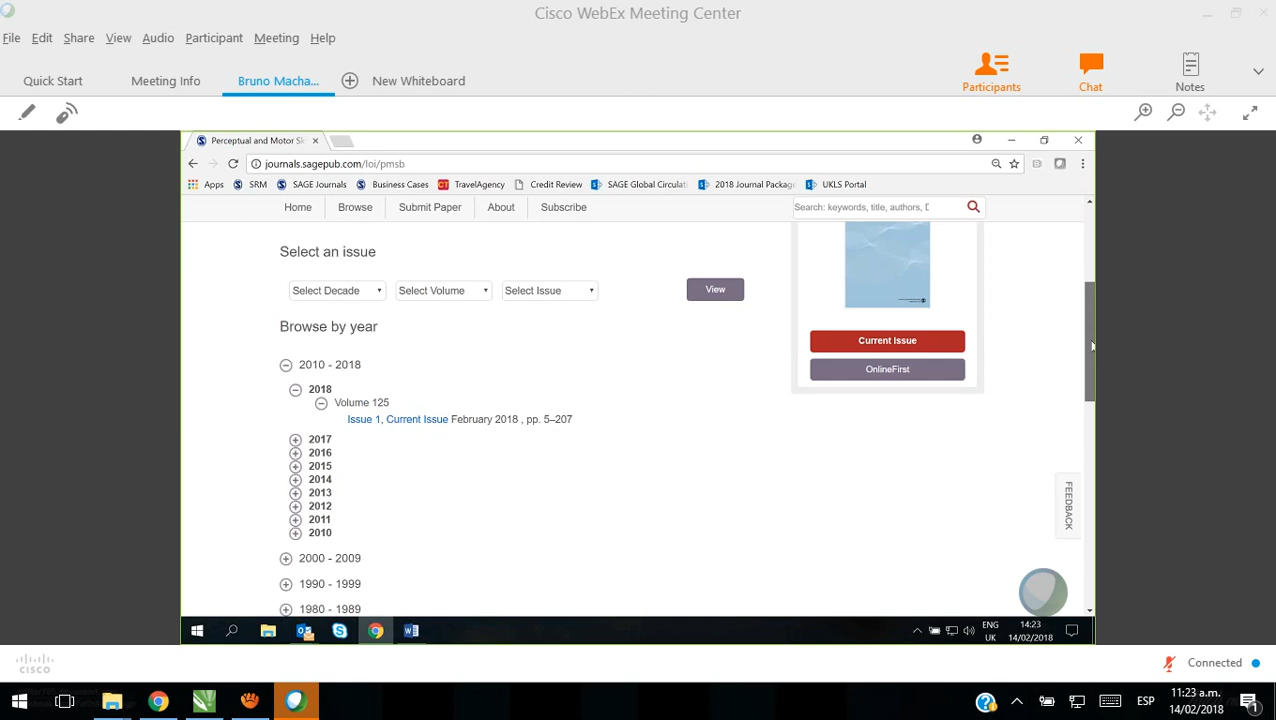 Cisco WebEx Meeting Center
File Edit Share View Audio Participant Meeting Help
Participants Chat Notes
Quick Start Meeting Info Bruno Macha... New Whiteboard
Perceptual and Motor Sk
journals.sagepub.com/loi/pmsb
Apps SRM SAGE Journals Business Cases CT TravelAgency Credit Review SAGE Global Circulati 2018 Journal Package UKLS Portal
Home Browse Submit Paper About Subscribe Search: keywords, title, authors, D
Select an issue
Select Decade Select Volume Select Issue View
Browse by year
Current Issue
2010 - 2018
OnlineFirst
2018
Volume 125
Issue 1, Current Issue February 2018 , pp. 5–207
2017
2016
2015
2014
2013
2012
2011
2010
FEEDBACK
2000 - 2009
1990 - 1999
1980 - 1989
ENG 14:23
UK 14/02/2018
CISCO
Connected
ESP 11:23 a.m.
14/02/2018
1